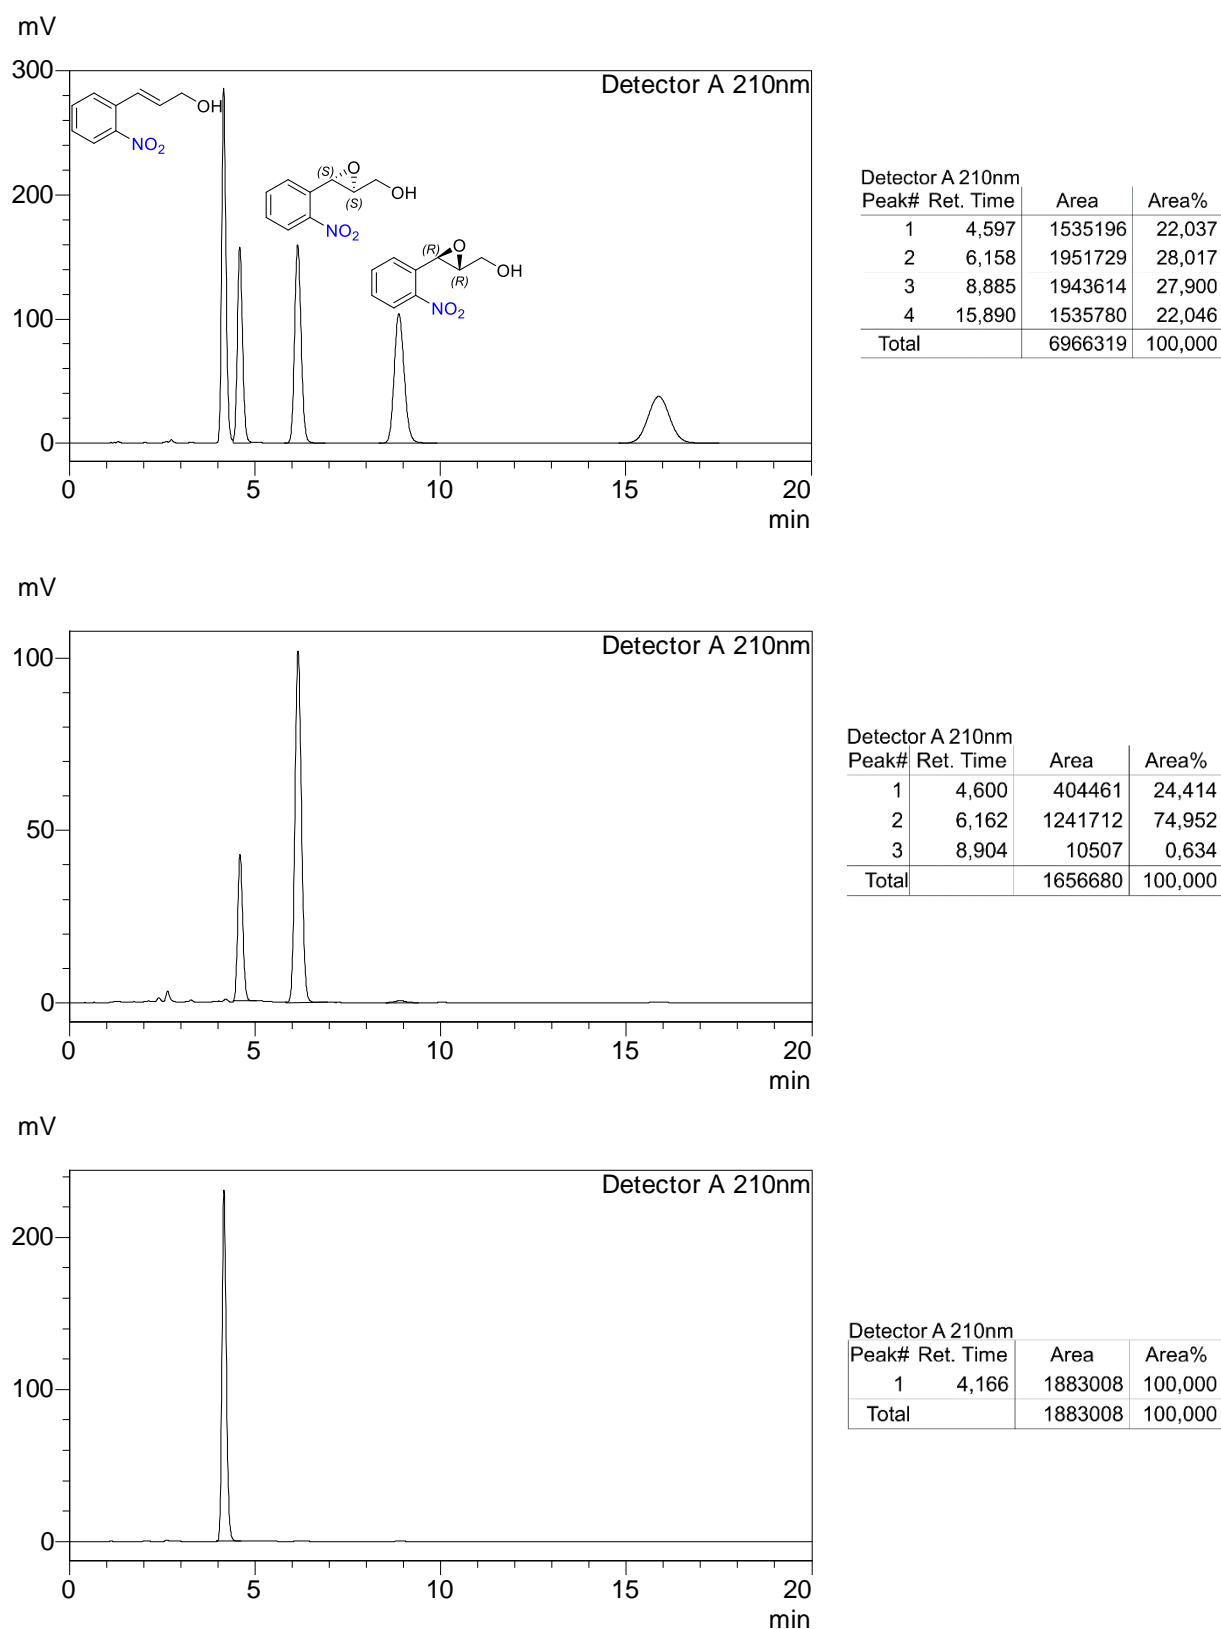 mV
300
200
100
0
Detector A 210nm
OH
NO2
(S)
O
(S)
OH
NO2
(R)
O
(R)
OH
NO2
0 5 10 15 20
min
Detector A 210nm
Peak# Ret. Time Area Area%
1 4,597 1535196 22,037
2 6,158 1951729 28,017
3 8,885 1943614 27,900
4 15,890 1535780 22,046
Total 6966319 100,000
mV
100
50
0
Detector A 210nm
0 5 10 15 20
min
Detector A 210nm
Peak# Ret. Time Area Area%
1 4,600 404461 24,414
2 6,162 1241712 74,952
3 8,904 10507 0,634
Total 1656680 100,000
mV
200
100
0
Detector A 210nm
0 5 10 15 20
min
Detector A 210nm
Peak# Ret. Time Area Area%
1 4,166 1883008 100,000
Total 1883008 100,000